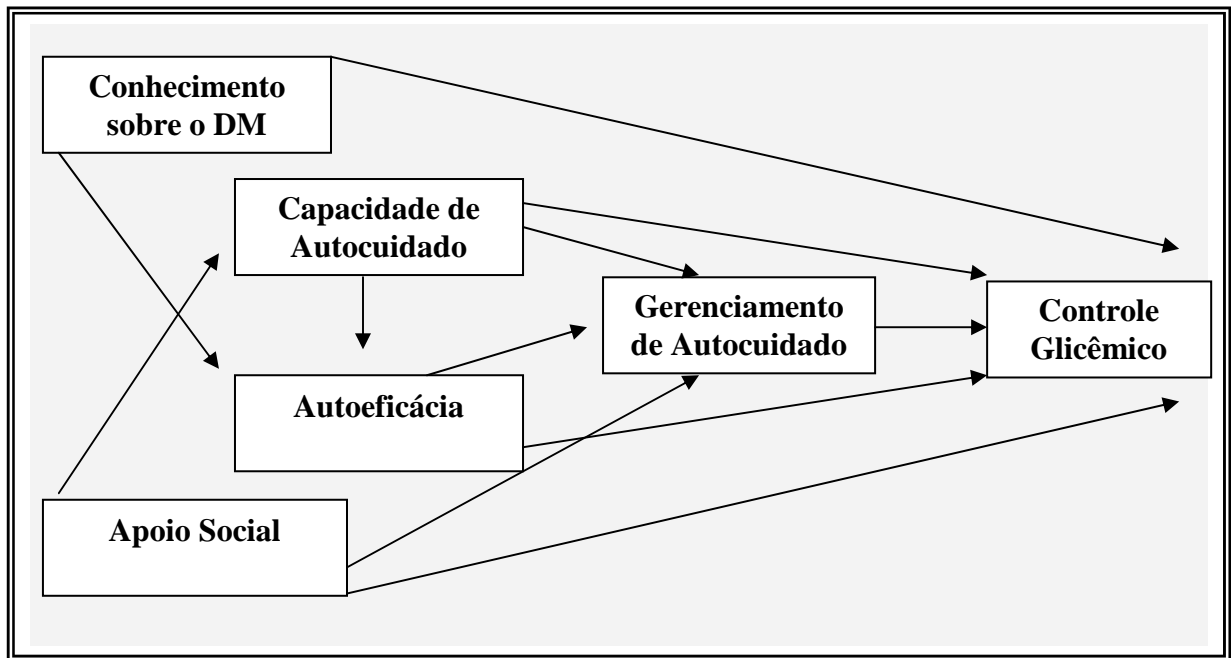 Conhecimento
sobre o DM
Capacidade de
Autocuidado
Gerenciamento
de Autocuidado
Controle
Glicêmico
Autoeficácia
Apoio Social